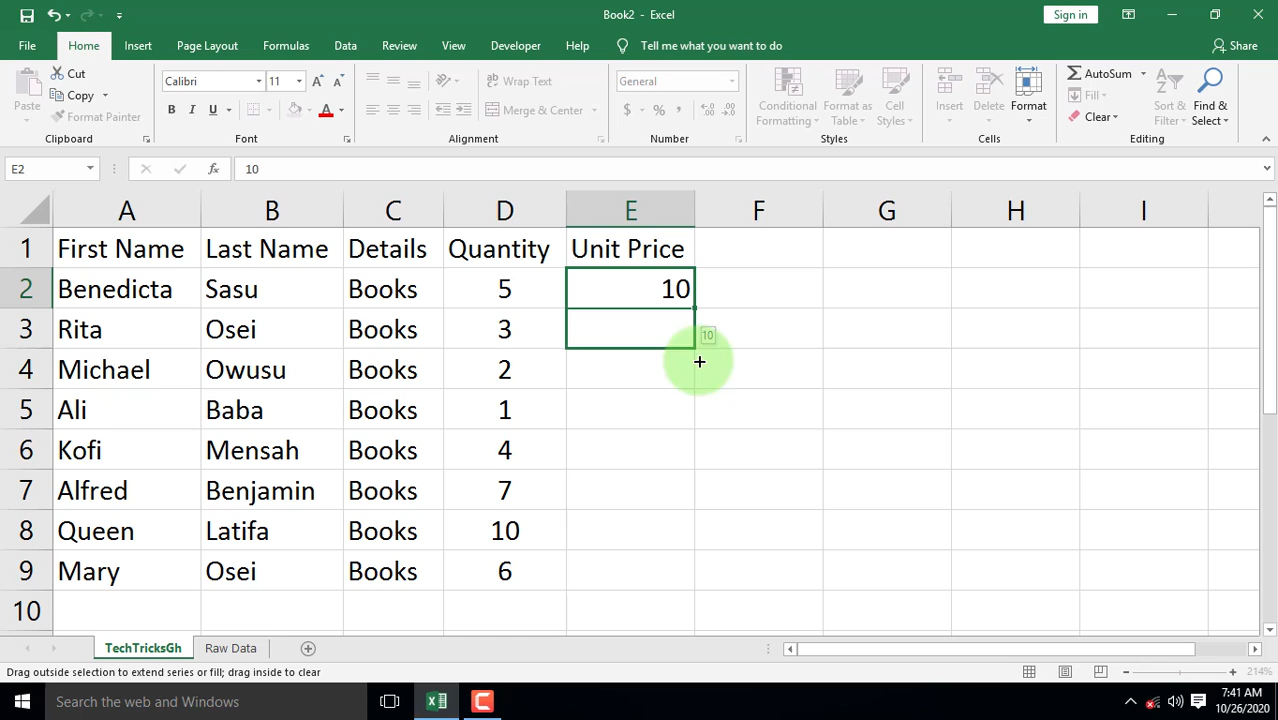 Book2 - Excel
Sign in
File Home Insert Page Layout Formulas Data Review View Developer Help Tell me what you want to do Share
Paste
Cut
Copy
Format Painter
Clipboard
Calibri 11 A A
B I U A
Font
ab Wrap Text
Merge & Center
Alignment
General
$ % ,
Number
Conditional Formatting
Format as Table
Cell Styles
Styles
Insert Delete Format
Cells
AutoSum
Fill
Clear
Sort & Filter
Find & Select
Editing
E2 fx 10
A B C D E F G H I
1 First Name Last Name Details Quantity Unit Price
2 Benedicta Sasu Books 5 10
3 Rita Osei Books 3 10
4 Michael Owusu Books 2
5 Ali Baba Books 1
6 Kofi Mensah Books 4
7 Alfred Benjamin Books 7
8 Queen Latifa Books 10
9 Mary Osei Books 6
10
TechTricksGh Raw Data
Drag outside selection to extend series or fill; drag inside to clear
214%
Search the web and Windows
7:41 AM
10/26/2020